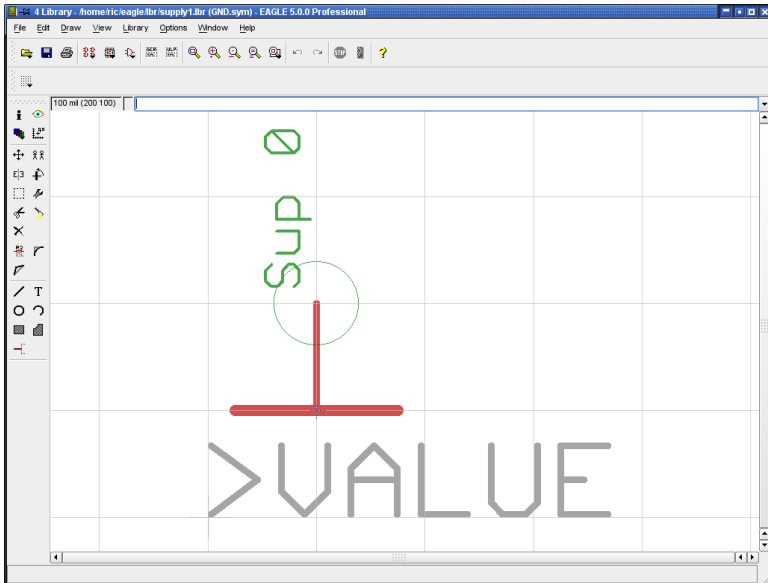 4 Library - /home/ric/eagle/lbr/supply1.lbr (GND.sym) - EAGLE 5.0.0 Professional
File Edit Draw View Library Options Window Help
100 mil (200 100)
Sup 0
>VALUE